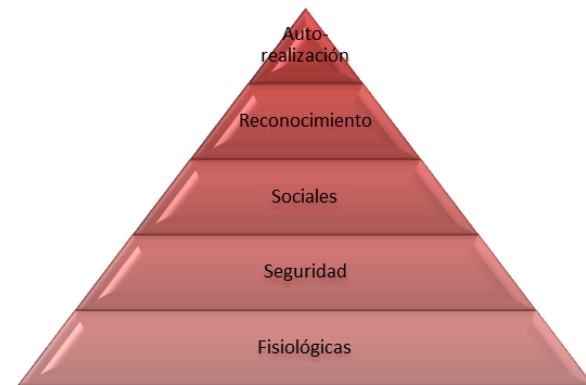 Auto-
realización
Reconocimiento
Sociales
Seguridad
Fisiológicas